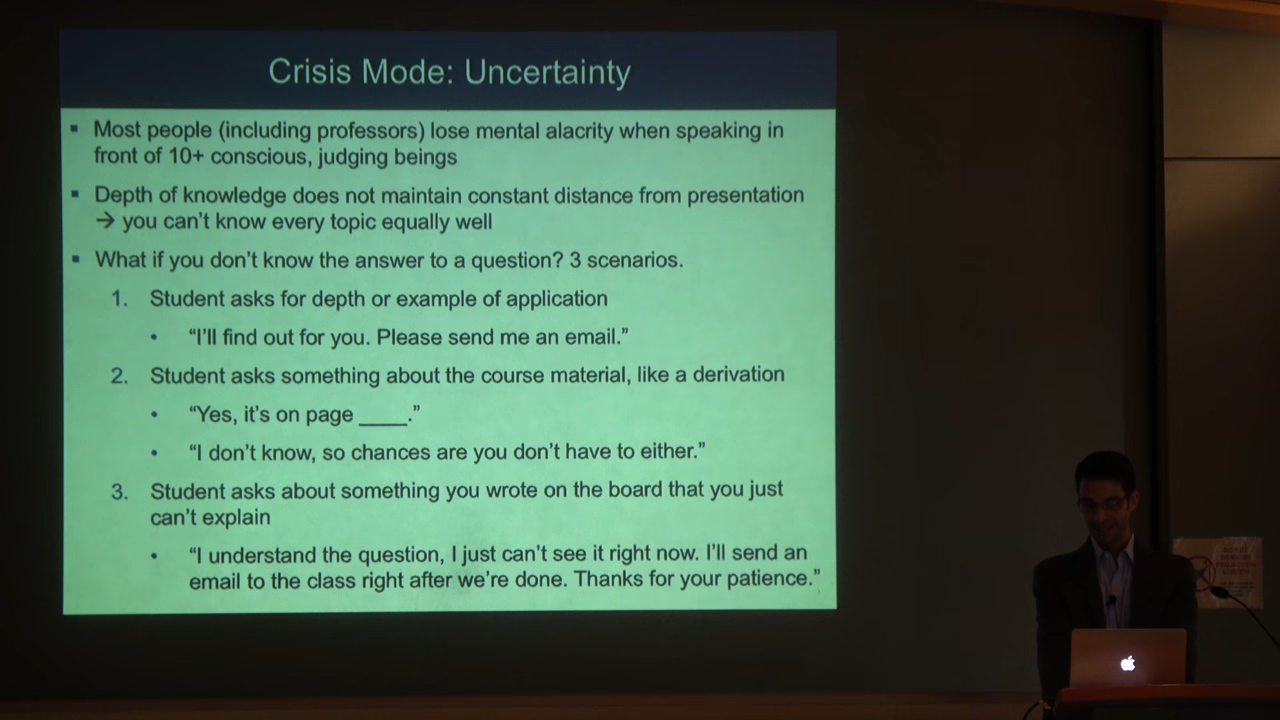 Crisis Mode: Uncertainty
▪ Most people (including professors) lose mental alacrity when speaking in
front of 10+ conscious, judging beings
▪ Depth of knowledge does not maintain constant distance from presentation
→ you can't know every topic equally well
▪ What if you don't know the answer to a question? 3 scenarios.
1. Student asks for depth or example of application
• “I'll find out for you. Please send me an email.”
2. Student asks something about the course material, like a derivation
• “Yes, it's on page ____.”
• “I don't know, so chances are you don't have to either.”
3. Student asks about something you wrote on the board that you just
can't explain
• “I understand the question, I just can't see it right now. I'll send an
email to the class right after we're done. Thanks for your patience.”